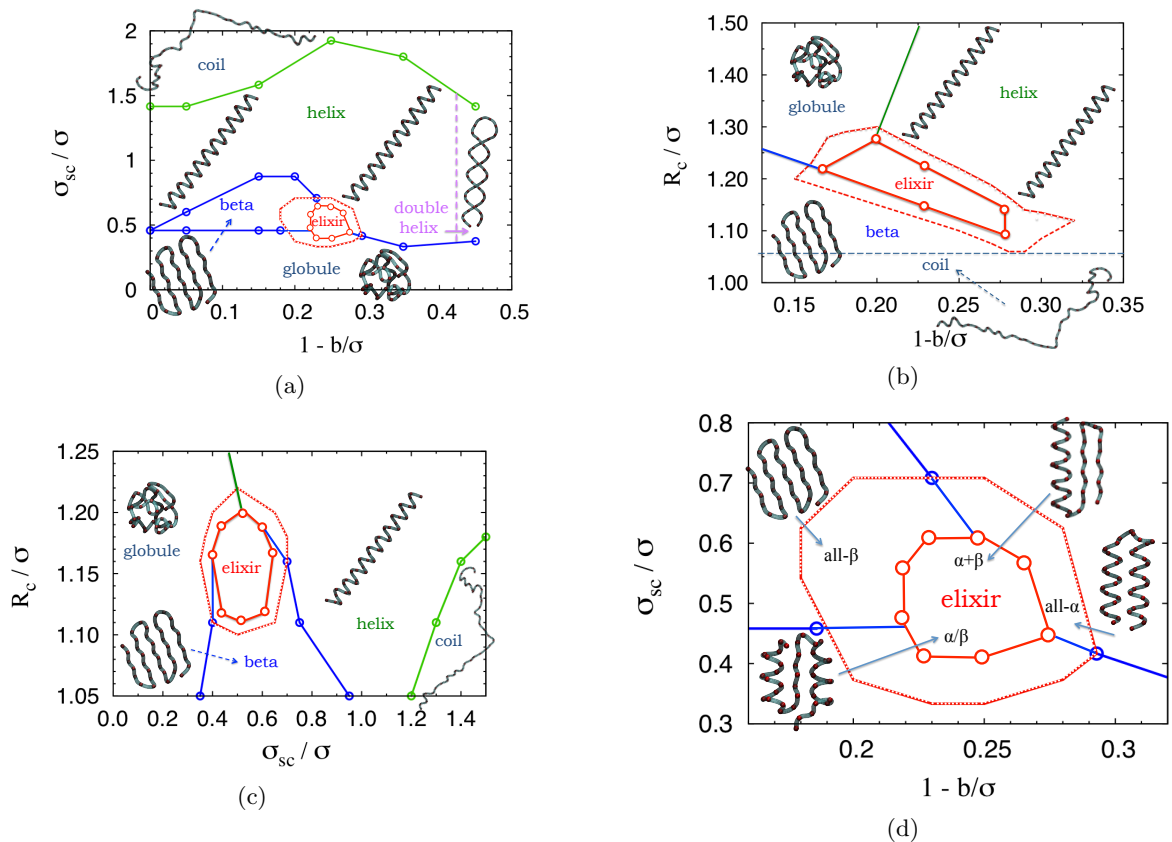 2
1.5
1
0.5
0
0
0.1
0.2
0.3
0.4
0.5
σsc / σ
1 - b/σ
coil
helix
beta
elixir
double
helix
globule
(a)
1.50
1.40
1.30
1.20
1.10
1.00
0.15
0.20
0.25
0.30
0.35
Rc / σ
1-b/σ
globule
helix
elixir
beta
coil
(b)
1.25
1.20
1.15
1.10
1.05
0.0
0.2
0.4
0.6
0.8
1.0
1.2
1.4
Rc / σ
σsc / σ
globule
elixir
helix
beta
coil
(c)
0.8
0.7
0.6
0.5
0.4
0.3
0.2
0.25
0.3
σsc / σ
1 - b/σ
all-β
α+β
elixir
all-α
α/β
(d)